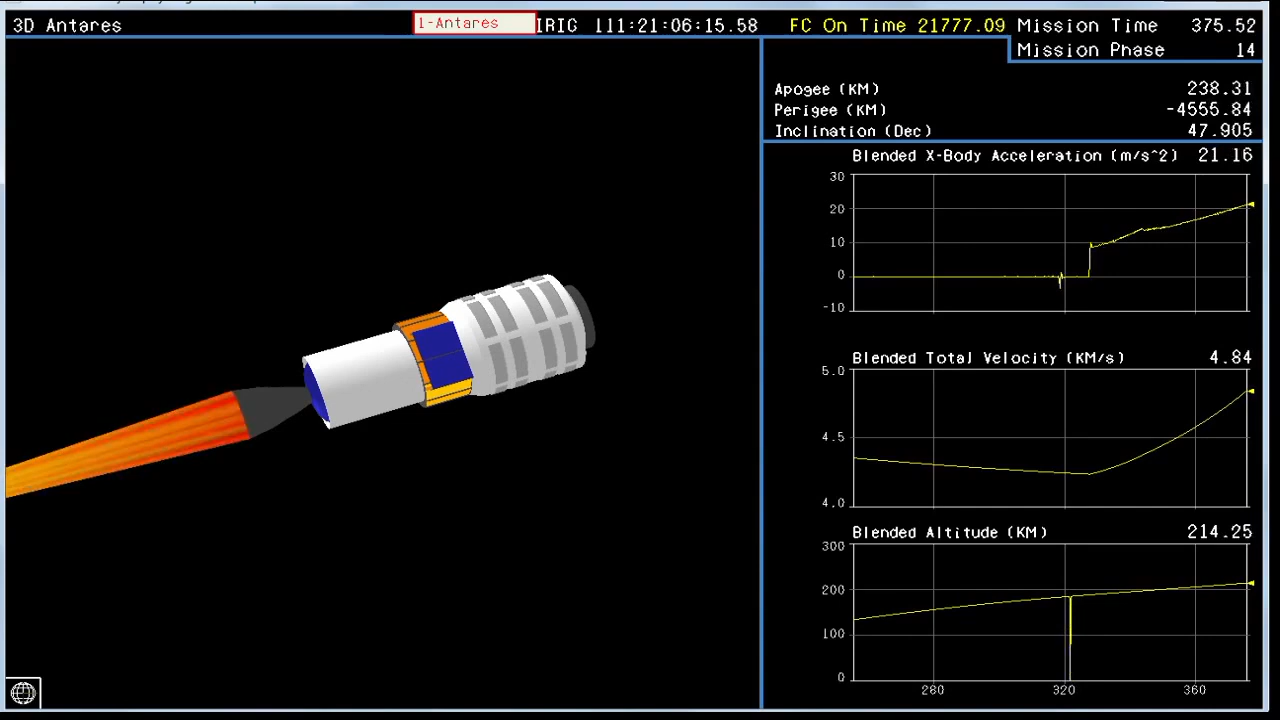 3D Antares 1-Antares IRIG 111:21:06:15.58 FC On Time 21777.09 Mission Time 375.52
Mission Phase 14
Apogee (KM) 238.31
Perigee (KM) -4555.84
Inclination (Dec) 47.905
Blended X-Body Acceleration (m/s^2) 21.16
30
20
10
0
-10
Blended Total Velocity (KM/s) 4.84
5.0
4.5
4.0
Blended Altitude (KM) 214.25
300
200
100
0
280 320 360